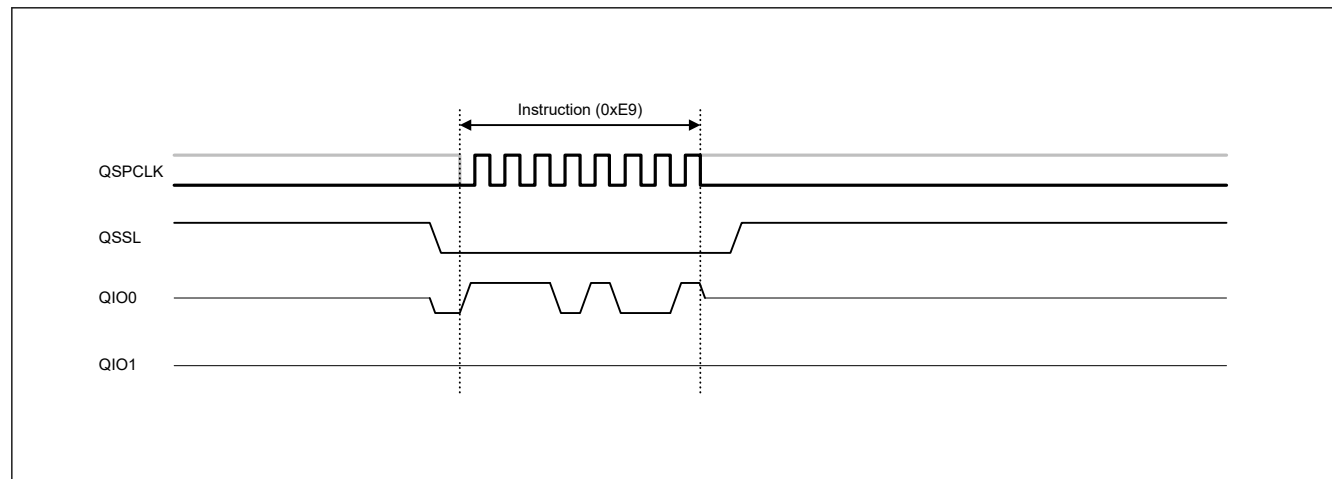 Instruction (0xE9)
QSPCLK
QSSL
QIO0
QIO1